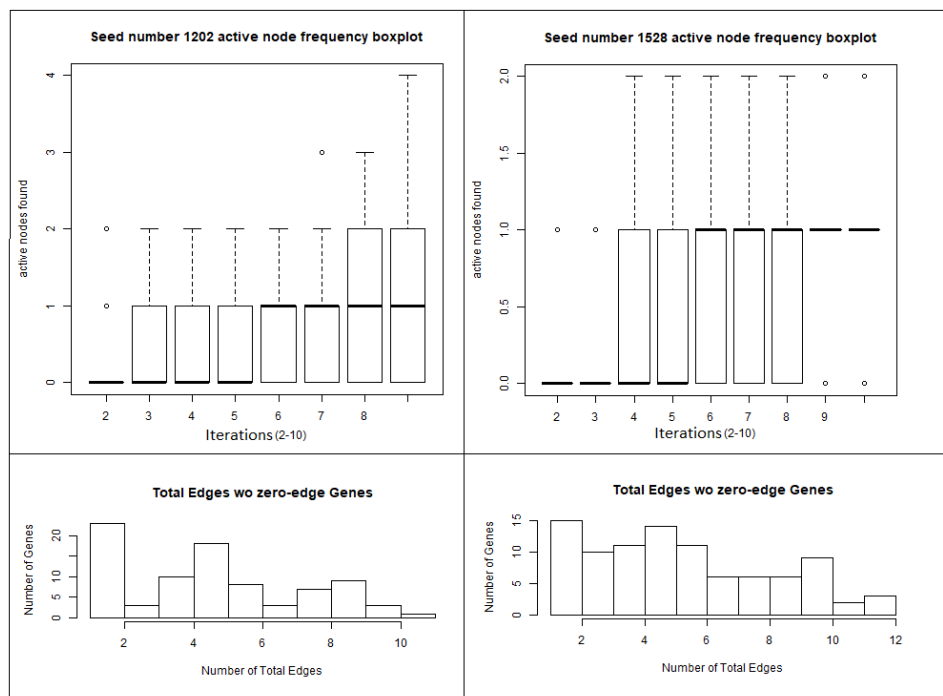 Seed number 1202 active node frequency boxplot
4
3
2
1
0
active nodes found
2 3 4 5 6 7 8
Iterations (2-10)
Seed number 1528 active node frequency boxplot
2.0
1.5
1.0
0.5
0.0
active nodes found
2 3 4 5 6 7 8 9
Iterations (2-10)
Total Edges wo zero-edge Genes
20
10
5
0
Number of Genes
2 4 6 8 10
Number of Total Edges
Total Edges wo zero-edge Genes
15
10
5
0
Number of Genes
2 4 6 8 10 12
Number of Total Edges